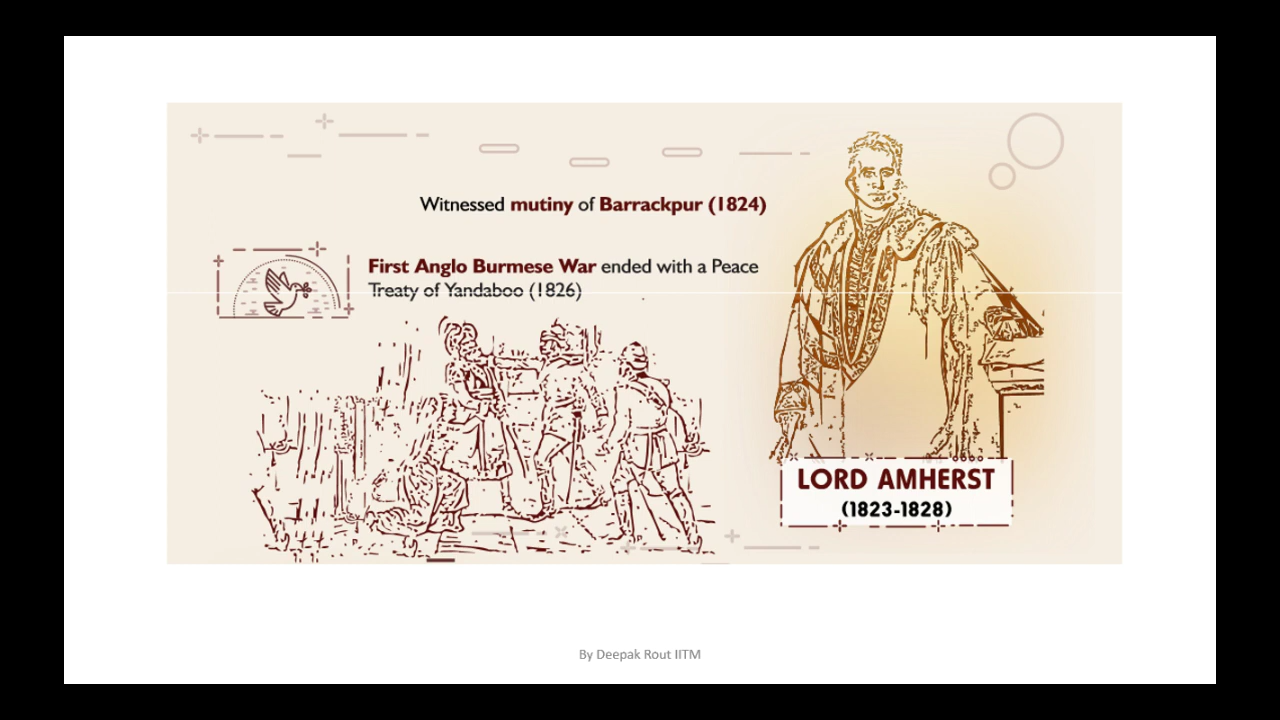 Witnessed mutiny of Barrackpur (1824)
First Anglo Burmese War ended with a Peace
Treaty of Yandaboo (1826)
LORD AMHERST
(1823-1828)
By Deepak Rout IITM